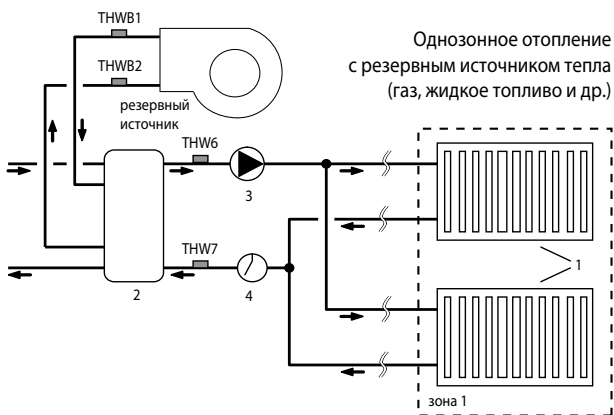 THWB1
THWB2
резервный
источник
Однозонное отопление
с резервным источником тепла
(газ, жидкое топливо и др.)
THW6
3
THW7
2
4
1
зона 1